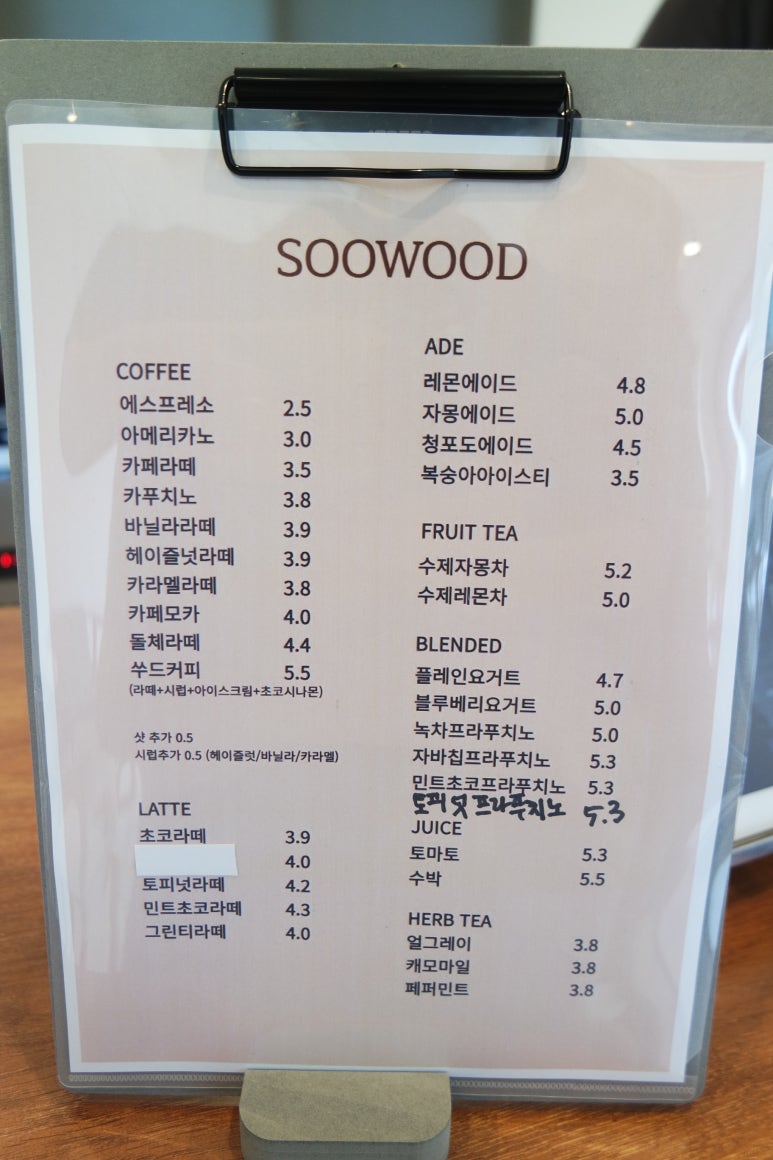 SOOWOOD
COFFEE
에스프레소 2.5
아메리카노 3.0
카페라떼 3.5
카푸치노 3.8
바닐라라떼 3.9
헤이즐넛라떼 3.9
카라멜라떼 3.8
카페모카 4.0
돌체라떼 4.4
쑤드커피 5.5
(라떼+시럽+아이스크림+초코시나몬)
샷 추가 0.5
시럽추가 0.5 (헤이즐럿/바닐라/카라멜)
LATTE
초코라떼 3.9
4.0
토피넛라떼 4.2
민트초코라떼 4.3
그린티라떼 4.0
ADE
레몬에이드 4.8
자몽에이드 5.0
청포도에이드 4.5
복숭아아이스티 3.5
FRUIT TEA
수제자몽차 5.2
수제레몬차 5.0
BLENDED
플레인요거트 4.7
블루베리요거트 5.0
녹차프라푸치노 5.0
자바칩프라푸치노 5.3
민트초코프라푸치노 5.3
토피넛 프라푸치노 5.3
JUICE
토마토 5.3
수박 5.5
HERB TEA
얼그레이 3.8
캐모마일 3.8
페퍼민트 3.8